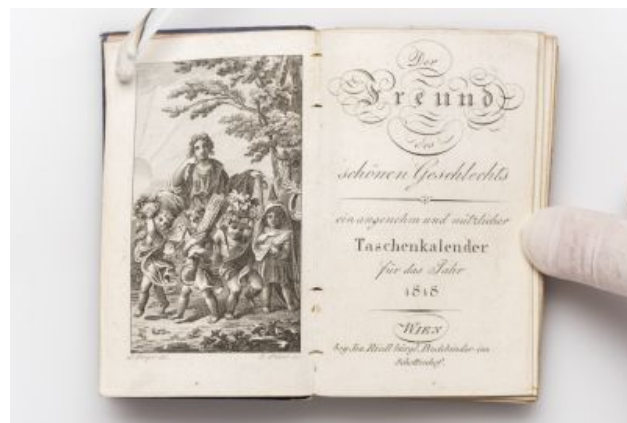 Der
Freund
des
schönen Geschlechts
ein angenehm und nützlicher
Taschenkalender
für das Jahr
1818
WIEN
bey Jos. Riedl bürgl. Buchbinder im
Schottenhof.